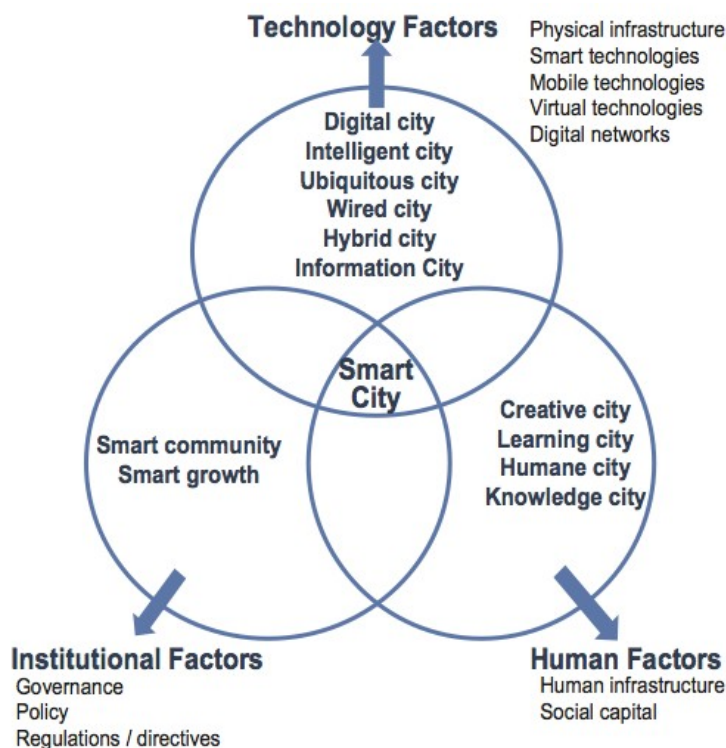 Technology Factors
Physical infrastructure
Smart technologies
Mobile technologies
Virtual technologies
Digital networks
Digital city
Intelligent city
Ubiquitous city
Wired city
Hybrid city
Information City
Smart
City
Smart community
Smart growth
Creative city
Learning city
Humane city
Knowledge city
Institutional Factors
Governance
Policy
Regulations / directives
Human Factors
Human infrastructure
Social capital